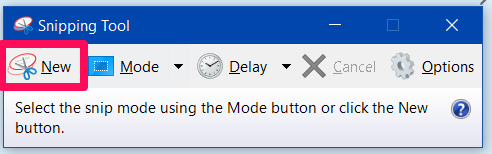 Snipping Tool
New Mode Delay Cancel Options
Select the snip mode using the Mode button or click the New
button.
?